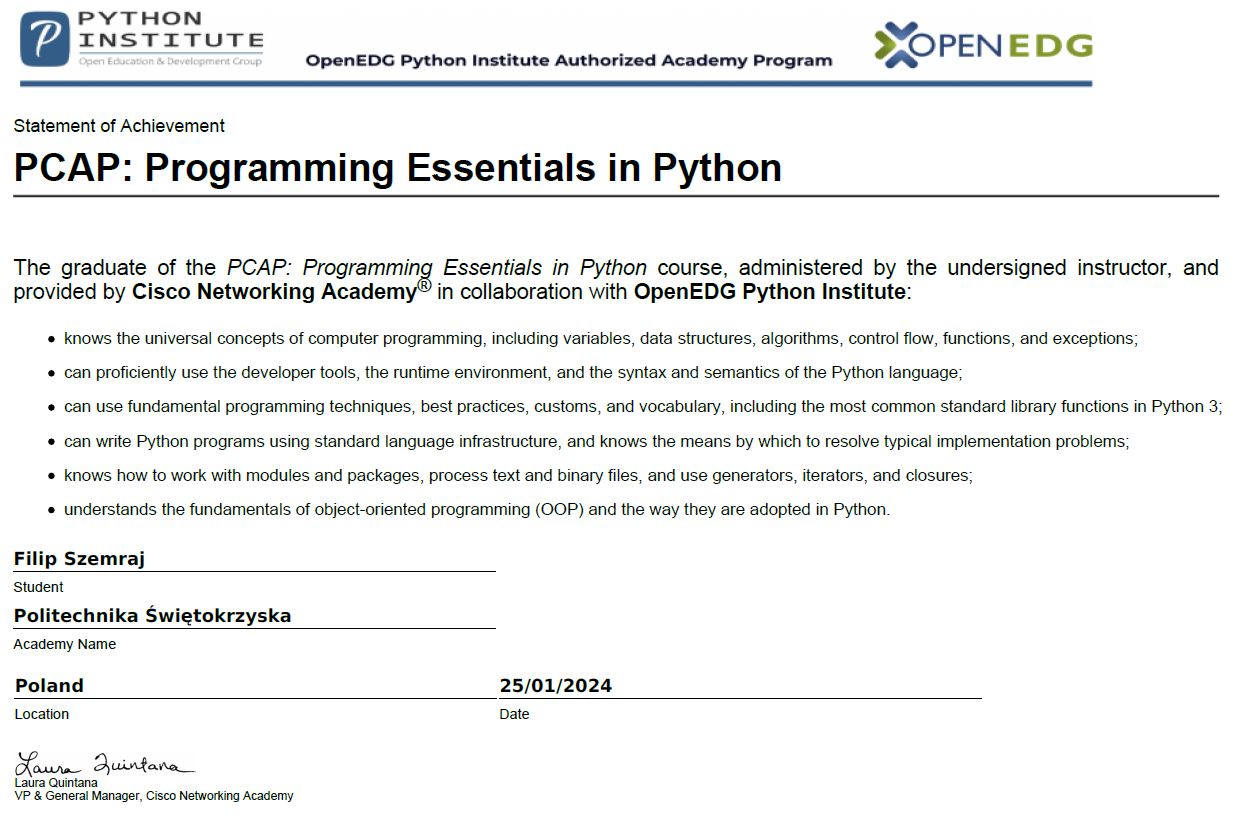 PYTHON
INSTITUTE
Open Education & Development Group
OpenEDG Python Institute Authorized Academy Program
OPENEDG
Statement of Achievement
PCAP: Programming Essentials in Python
The graduate of the PCAP: Programming Essentials in Python course, administered by the undersigned instructor, and
provided by Cisco Networking Academy® in collaboration with OpenEDG Python Institute:
• knows the universal concepts of computer programming, including variables, data structures, algorithms, control flow, functions, and exceptions;
• can proficiently use the developer tools, the runtime environment, and the syntax and semantics of the Python language;
• can use fundamental programming techniques, best practices, customs, and vocabulary, including the most common standard library functions in Python 3;
• can write Python programs using standard language infrastructure, and knows the means by which to resolve typical implementation problems;
• knows how to work with modules and packages, process text and binary files, and use generators, iterators, and closures;
• understands the fundamentals of object-oriented programming (OOP) and the way they are adopted in Python.
Filip Szemraj
Student
Politechnika Świętokrzyska
Academy Name
Poland 25/01/2024
Location Date
Laura Quintana
Laura Quintana
VP & General Manager, Cisco Networking Academy